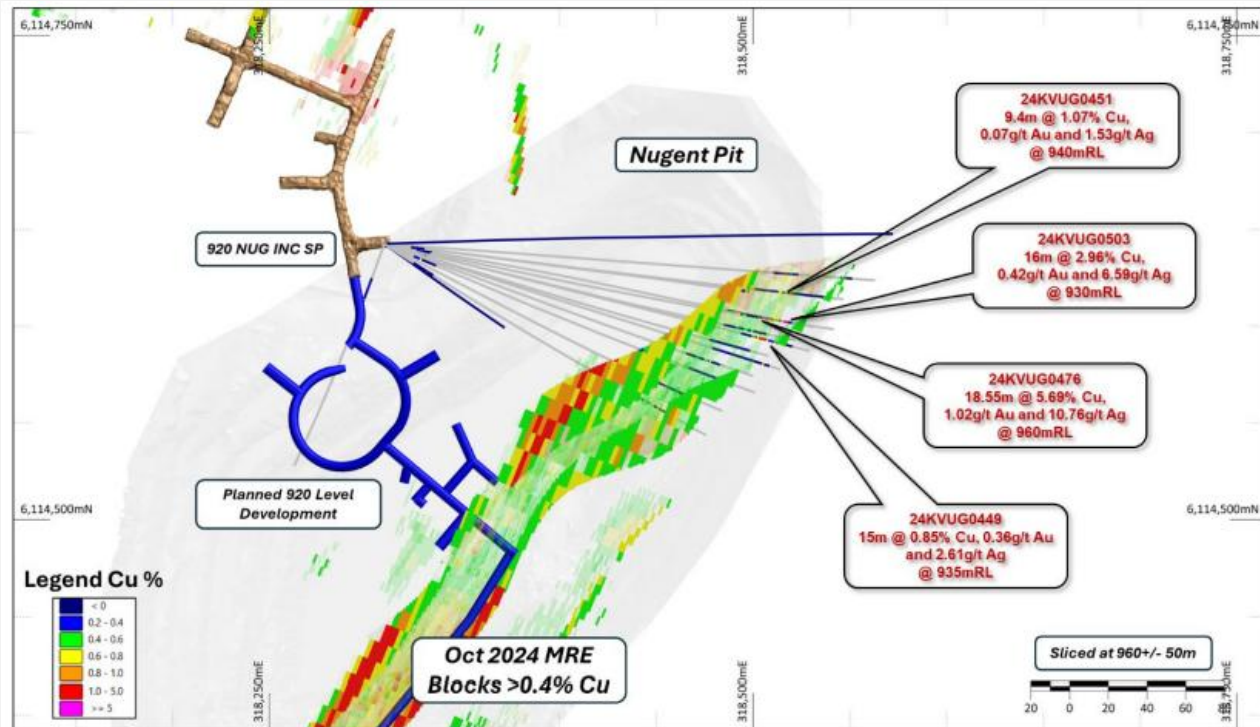 6,114,750mN
318,250mE
318,500mE
6,114,750mN
318,750mE
24KVUG0451
9.4m @ 1.07% Cu,
0.07g/t Au and 1.53g/t Ag
@ 940mRL
Nugent Pit
920 NUG INC SP
24KVUG0503
16m @ 2.96% Cu,
0.42g/t Au and 6.59g/t Ag
@ 930mRL
24KVUG0476
18.55m @ 5.69% Cu,
1.02g/t Au and 10.76g/t Ag
@ 960mRL
Planned 920 Level
Development
6,114,500mN
6,114,500mN
24KVUG0449
15m @ 0.85% Cu, 0.36g/t Au
and 2.61g/t Ag
@ 935mRL
Legend Cu %
< 0
0.2 - 0.4
0.4 - 0.6
0.6 - 0.8
0.8 - 1.0
1.0 - 5.0
>= 5
Oct 2024 MRE
Blocks >0.4% Cu
Sliced at 960+/- 50m
318,250mE
318,500mE
318,750mE
20 0 20 40 60